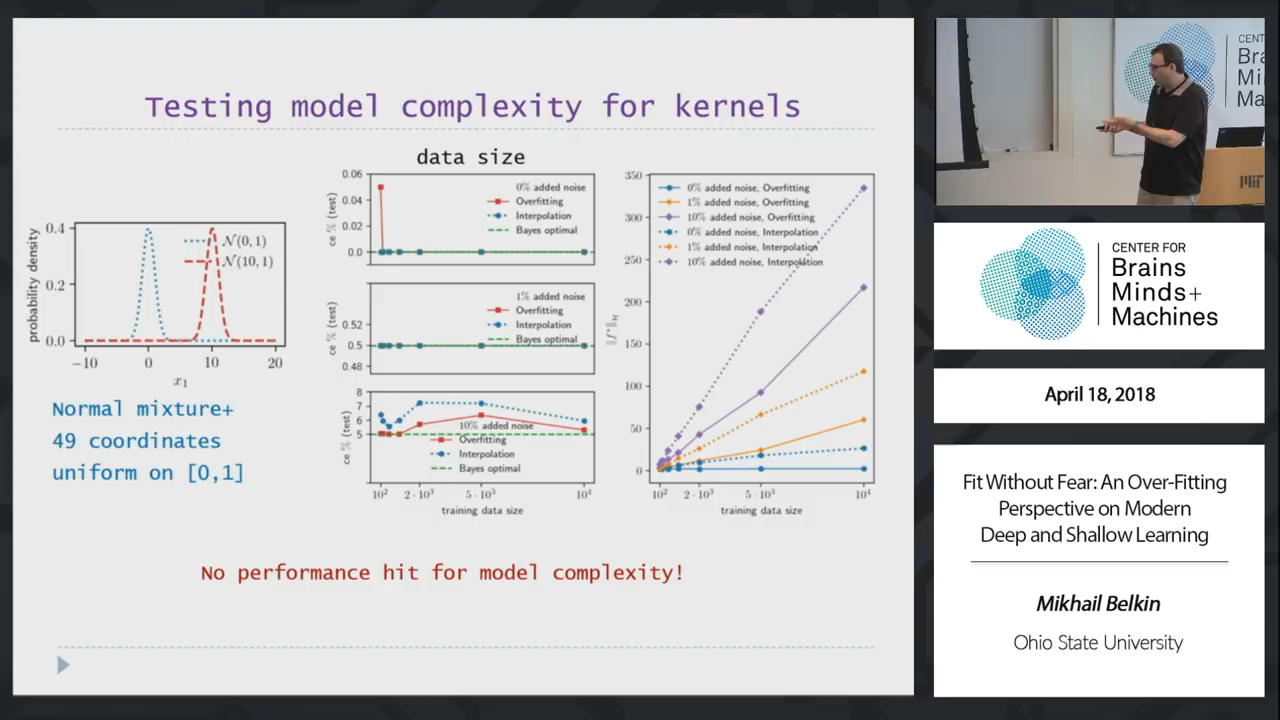 Testing model complexity for kernels
data size
probability density
0.4
0.2
0.0
−10
0
10
20
x₁
N(0,1)
N(10,1)
Normal mixture+
49 coordinates
uniform on [0,1]
ce % (test)
0.06
0.04
0.02
0.0
0% added noise
Overfitting
Interpolation
Bayes optimal
ce % (test)
0.52
0.5
0.48
1% added noise
Overfitting
Interpolation
Bayes optimal
ce % (test)
8
7
6
5
10% added noise
Overfitting
Interpolation
Bayes optimal
10²
2·10³
5·10³
10⁴
training data size
350
300
250
200
150
100
50
0
0% added noise, Overfitting
1% added noise, Overfitting
10% added noise, Overfitting
0% added noise, Interpolation
1% added noise, Interpolation
10% added noise, Interpolation
10²
2·10³
5·10³
10⁴
training data size
No performance hit for model complexity!
CENT
Bra
Mi
Ma
MIT
CENTER FOR
Brains
Minds+
Machines
April 18, 2018
Fit Without Fear: An Over-Fitting
Perspective on Modern
Deep and Shallow Learning
Mikhail Belkin
Ohio State University